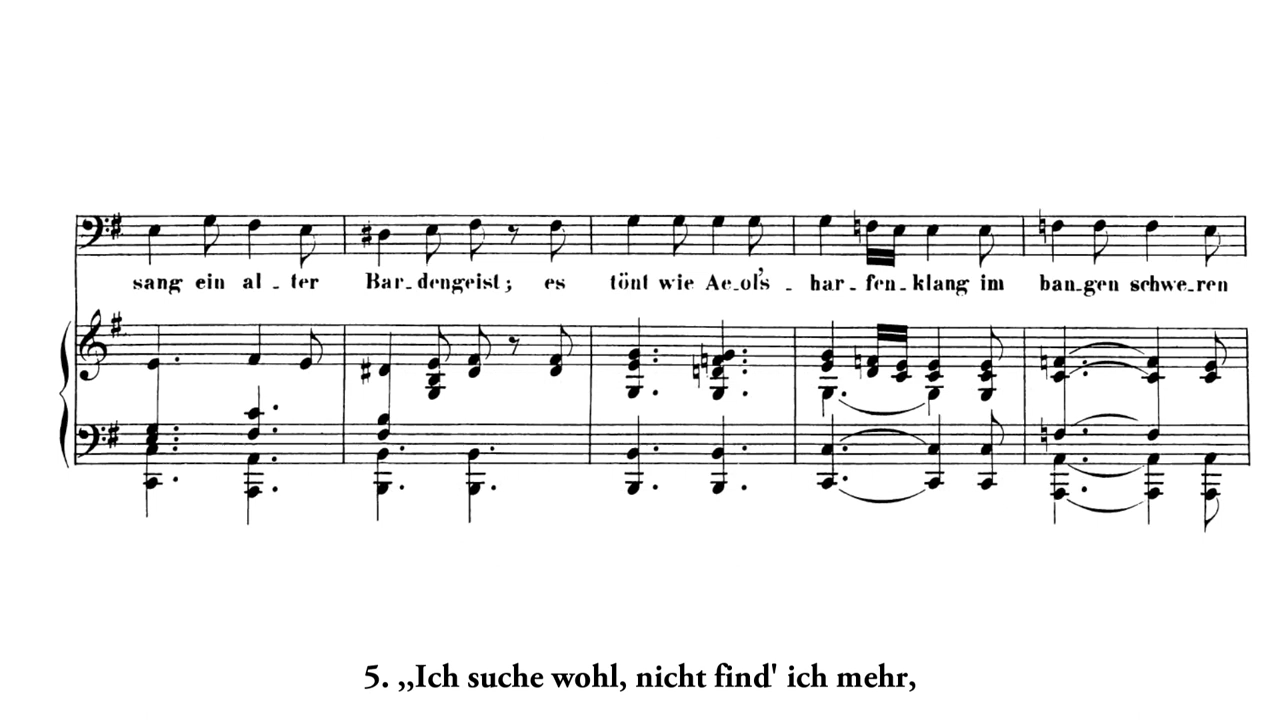 sang ein al - ter Bar - dengeist; es tönt wie Ae - ol's - har - fen - klang im ban - gen schwe - ren
5. „Ich suche wohl, nicht find' ich mehr,